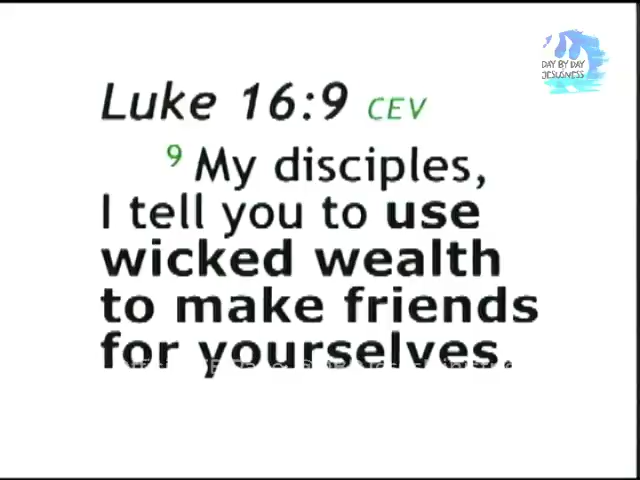 DAY BY DAY
JESUSNESS
Luke 16:9 CEV
9 My disciples,
I tell you to use
wicked wealth
to make friends
for yourselves.